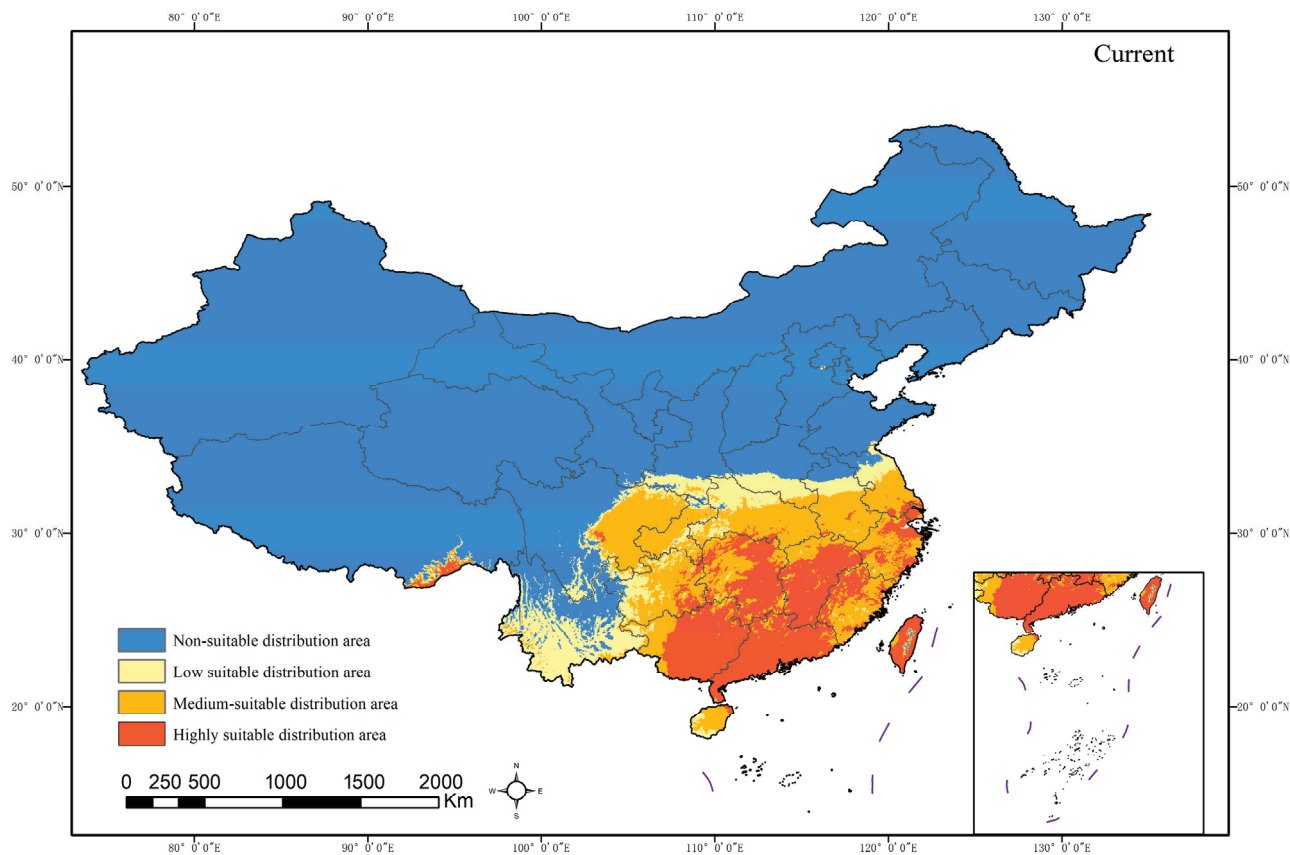 80° 0′0″E 90° 0′0″E 100° 0′0″E 110° 0′0″E 120° 0′0″E 130° 0′0″E
Current
50° 0′0″N 50° 0′0″N
40° 0′0″N 40° 0′0″N
30° 0′0″N 30° 0′0″N
20° 0′0″N 20° 0′0″N
Non-suitable distribution area
Low suitable distribution area
Medium-suitable distribution area
Highly suitable distribution area
0 250 500 1000 1500 2000
Km
N
W E
S
80° 0′0″E 90° 0′0″E 100° 0′0″E 110° 0′0″E 120° 0′0″E 130° 0′0″E